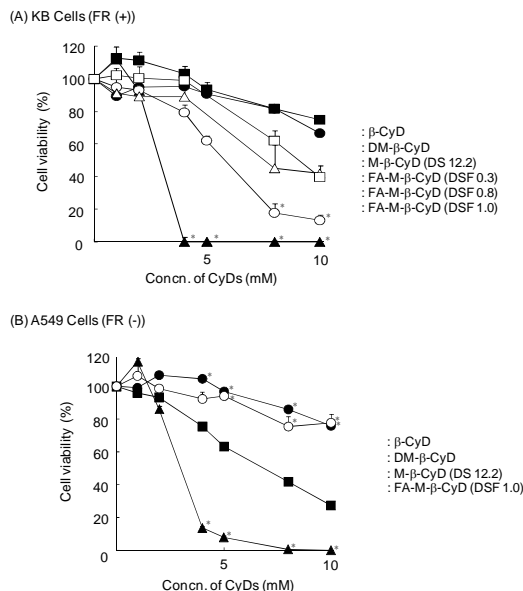 (A) KB Cells (FR (+))
120
100
80
60
40
20
0
Cell viability (%)
* * * *
* *
5
10
Concn. of CyDs (mM)
: β-CyD
: DM-β-CyD
: M-β-CyD (DS 12.2)
: FA-M-β-CyD (DSF 0.3)
: FA-M-β-CyD (DSF 0.8)
: FA-M-β-CyD (DSF 1.0)
(B) A549 Cells (FR (-))
120
100
80
60
40
20
0
Cell viability (%)
* * * *
* *
* * * *
5
10
Concn. of CyDs (mM)
: β-CyD
: DM-β-CyD
: M-β-CyD (DS 12.2)
: FA-M-β-CyD (DSF 1.0)